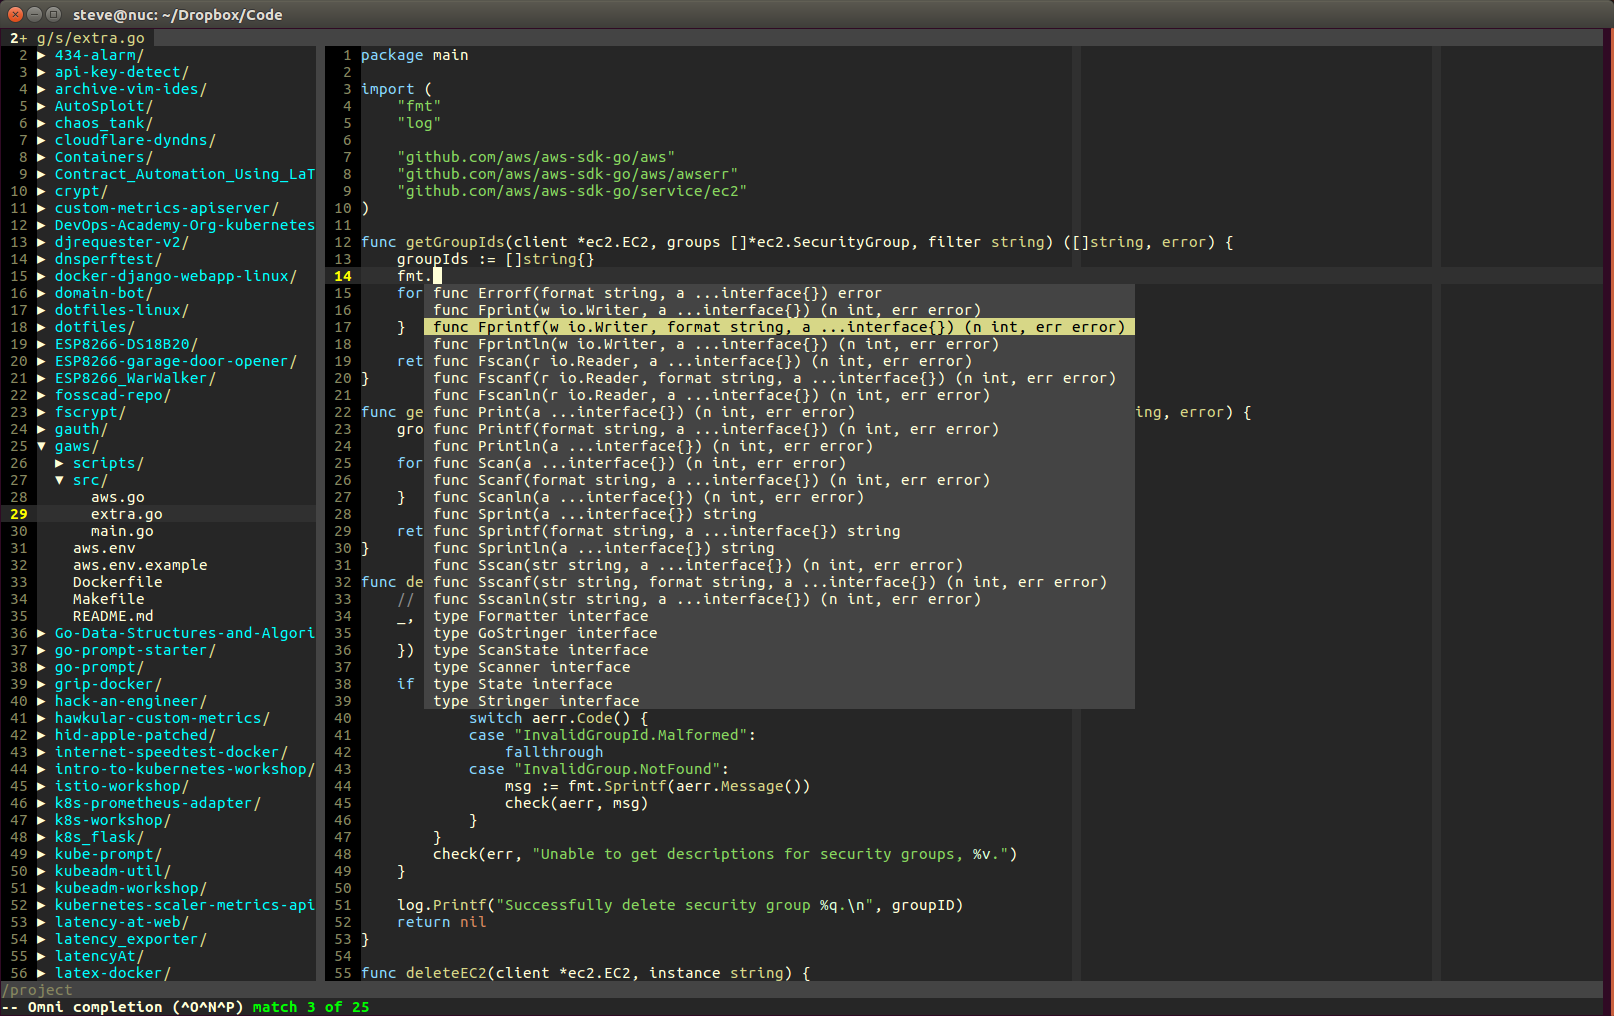 steve@nuc: ~/Dropbox/Code
2+ g/s/extra.go
2 ▶ 434-alarm/
3 ▶ api-key-detect/
4 ▶ archive-vim-ides/
5 ▶ AutoSploit/
6 ▶ chaos_tank/
7 ▶ cloudflare-dyndns/
8 ▶ Containers/
9 ▶ Contract_Automation_Using_LaT
10 ▶ crypt/
11 ▶ custom-metrics-apiserver/
12 ▶ DevOps-Academy-Org-kubernetes
13 ▶ djrequester-v2/
14 ▶ dnsperftest/
15 ▶ docker-django-webapp-linux/
16 ▶ domain-bot/
17 ▶ dotfiles-linux/
18 ▶ dotfiles/
19 ▶ ESP8266-DS18B20/
20 ▶ ESP8266-garage-door-opener/
21 ▶ ESP8266_WarWalker/
22 ▶ fosscad-repo/
23 ▶ fscrypt/
24 ▶ gauth/
25 ▼ gaws/
26 ▶ scripts/
27 ▼ src/
28 aws.go
29 extra.go
30 main.go
31 aws.env
32 aws.env.example
33 Dockerfile
34 Makefile
35 README.md
36 ▶ Go-Data-Structures-and-Algori
37 ▶ go-prompt-starter/
38 ▶ go-prompt/
39 ▶ grip-docker/
40 ▶ hack-an-engineer/
41 ▶ hawkular-custom-metrics/
42 ▶ hid-apple-patched/
43 ▶ internet-speedtest-docker/
44 ▶ intro-to-kubernetes-workshop/
45 ▶ istio-workshop/
46 ▶ k8s-prometheus-adapter/
47 ▶ k8s-workshop/
48 ▶ k8s_flask/
49 ▶ kube-prompt/
50 ▶ kubeadm-util/
51 ▶ kubeadm-workshop/
52 ▶ kubernetes-scaler-metrics-api
53 ▶ latency-at-web/
54 ▶ latency_exporter/
55 ▶ latencyAt/
56 ▶ latex-docker/
1 package main
2
3 import (
4 "fmt"
5 "log"
6
7 "github.com/aws/aws-sdk-go/aws"
8 "github.com/aws/aws-sdk-go/aws/awserr"
9 "github.com/aws/aws-sdk-go/service/ec2"
10 )
11
12 func getGroupIds(client *ec2.EC2, groups []*ec2.SecurityGroup, filter string) ([]string, error) {
13 groupIds := []string{}
14 fmt.
15 for func Errorf(format string, a ...interface{}) error
16 func Fprint(w io.Writer, a ...interface{}) (n int, err error)
17 } func Fprintf(w io.Writer, format string, a ...interface{}) (n int, err error)
18 func Fprintln(w io.Writer, a ...interface{}) (n int, err error)
19 ret func Fscan(r io.Reader, a ...interface{}) (n int, err error)
20 } func Fscanf(r io.Reader, format string, a ...interface{}) (n int, err error)
21 func Fscanln(r io.Reader, a ...interface{}) (n int, err error)
22 func ge func Print(a ...interface{}) (n int, err error) ing, error) {
23 gro func Printf(format string, a ...interface{}) (n int, err error)
24 func Println(a ...interface{}) (n int, err error)
25 for func Scan(a ...interface{}) (n int, err error)
26 func Scanf(format string, a ...interface{}) (n int, err error)
27 } func Scanln(a ...interface{}) (n int, err error)
28 func Sprint(a ...interface{}) string
29 ret func Sprintf(format string, a ...interface{}) string
30 } func Sprintln(a ...interface{}) string
31 func Sscan(str string, a ...interface{}) (n int, err error)
32 func de func Sscanf(str string, format string, a ...interface{}) (n int, err error)
33 // func Sscanln(str string, a ...interface{}) (n int, err error)
34 _, type Formatter interface
35 type GoStringer interface
36 }) type ScanState interface
37 type Scanner interface
38 if type State interface
39 type Stringer interface
40 switch aerr.Code() {
41 case "InvalidGroupId.Malformed":
42 fallthrough
43 case "InvalidGroup.NotFound":
44 msg := fmt.Sprintf(aerr.Message())
45 check(aerr, msg)
46 }
47 }
48 check(err, "Unable to get descriptions for security groups, %v.")
49 }
50
51 log.Printf("Successfully delete security group %q.\n", groupID)
52 return nil
53 }
54
55 func deleteEC2(client *ec2.EC2, instance string) {
/project
-- Omni completion (^O^N^P) match 3 of 25